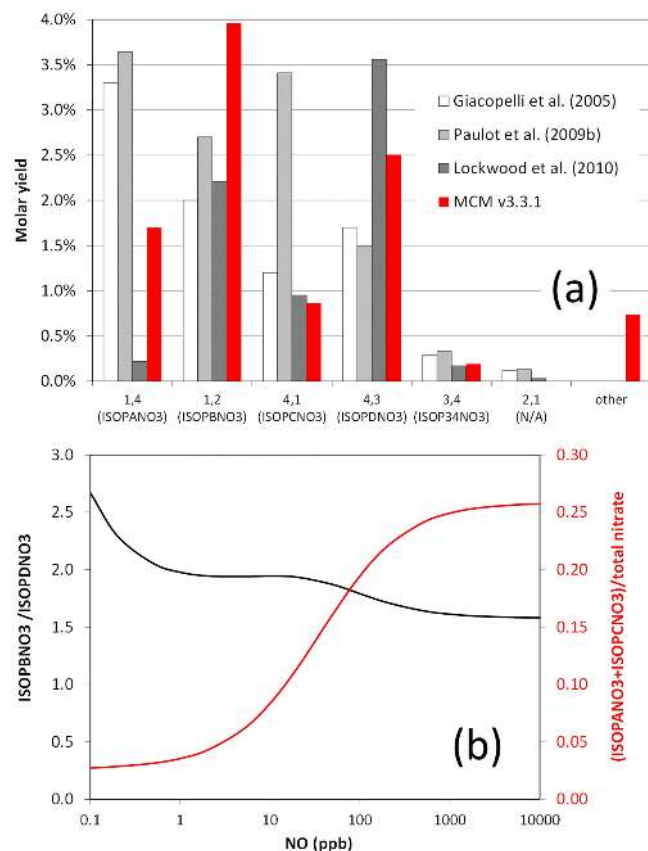 4.0%
3.5%
3.0%
2.5%
2.0%
1.5%
1.0%
0.5%
0.0%
Molar yield
Giacopelli et al. (2005)
Paulot et al. (2009b)
Lockwood et al. (2010)
MCM v3.3.1
(a)
1,4 1,2 4,1 4,3 3,4 2,1 other
(ISOPANO3) (ISOPBNO3) (ISOPCNO3) (ISOPDNO3) (ISOP34NO3) (N/A)
3.0 0.30
2.5 0.25
2.0 0.20
1.5 0.15
1.0 0.10
0.5 0.05
0.0 0.00
ISOPBNO3 /ISOPDNO3
(ISOPANO3+ISOPCNO3)/total nitrate
(b)
0.1 1 10 100 1000 10000
NO (ppb)